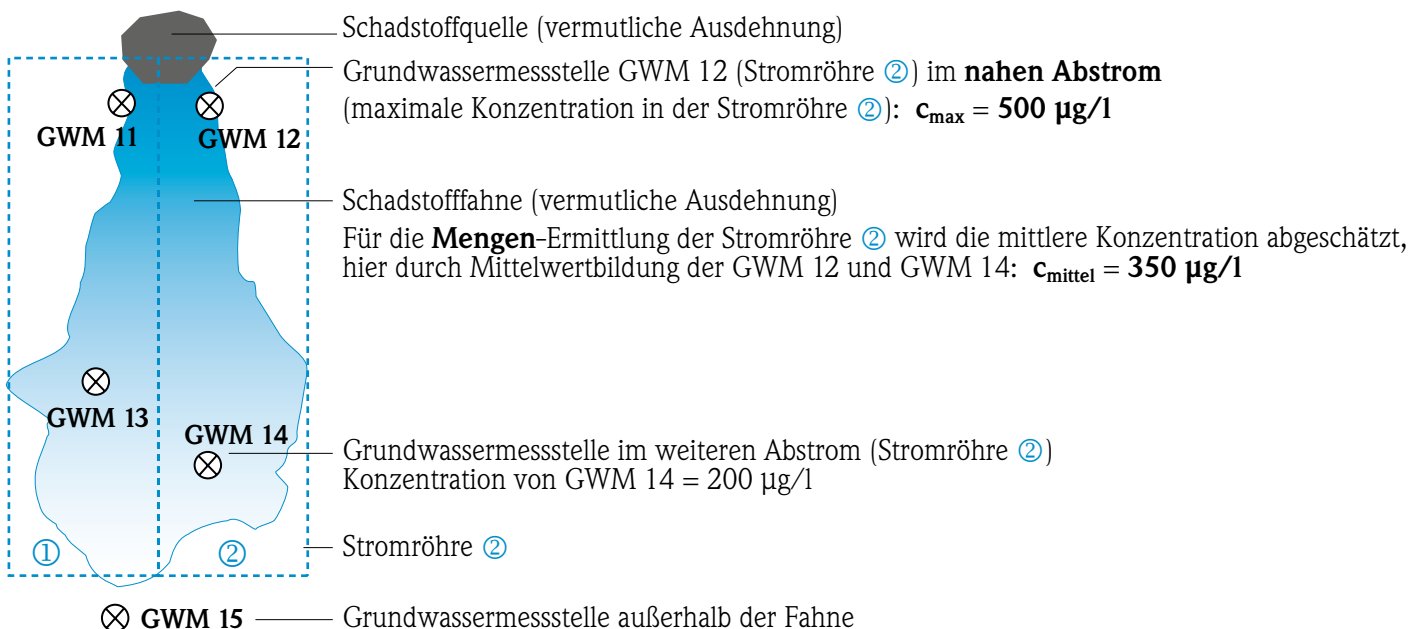 Schadstoffquelle (vermutliche Ausdehnung)
Grundwassermessstelle GWM 12 (Stromröhre ②) im nahen Abstrom
(maximale Konzentration in der Stromröhre ②): c_max = 500 µg/l
GWM 11
GWM 12
Schadstofffahne (vermutliche Ausdehnung)
Für die Mengen-Ermittlung der Stromröhre ② wird die mittlere Konzentration abgeschätzt,
hier durch Mittelwertbildung der GWM 12 und GWM 14: c_mittel = 350 µg/l
GWM 13
GWM 14
Grundwassermessstelle im weiteren Abstrom (Stromröhre ②)
Konzentration von GWM 14 = 200 µg/l
① ②
Stromröhre ②
GWM 15
Grundwassermessstelle außerhalb der Fahne